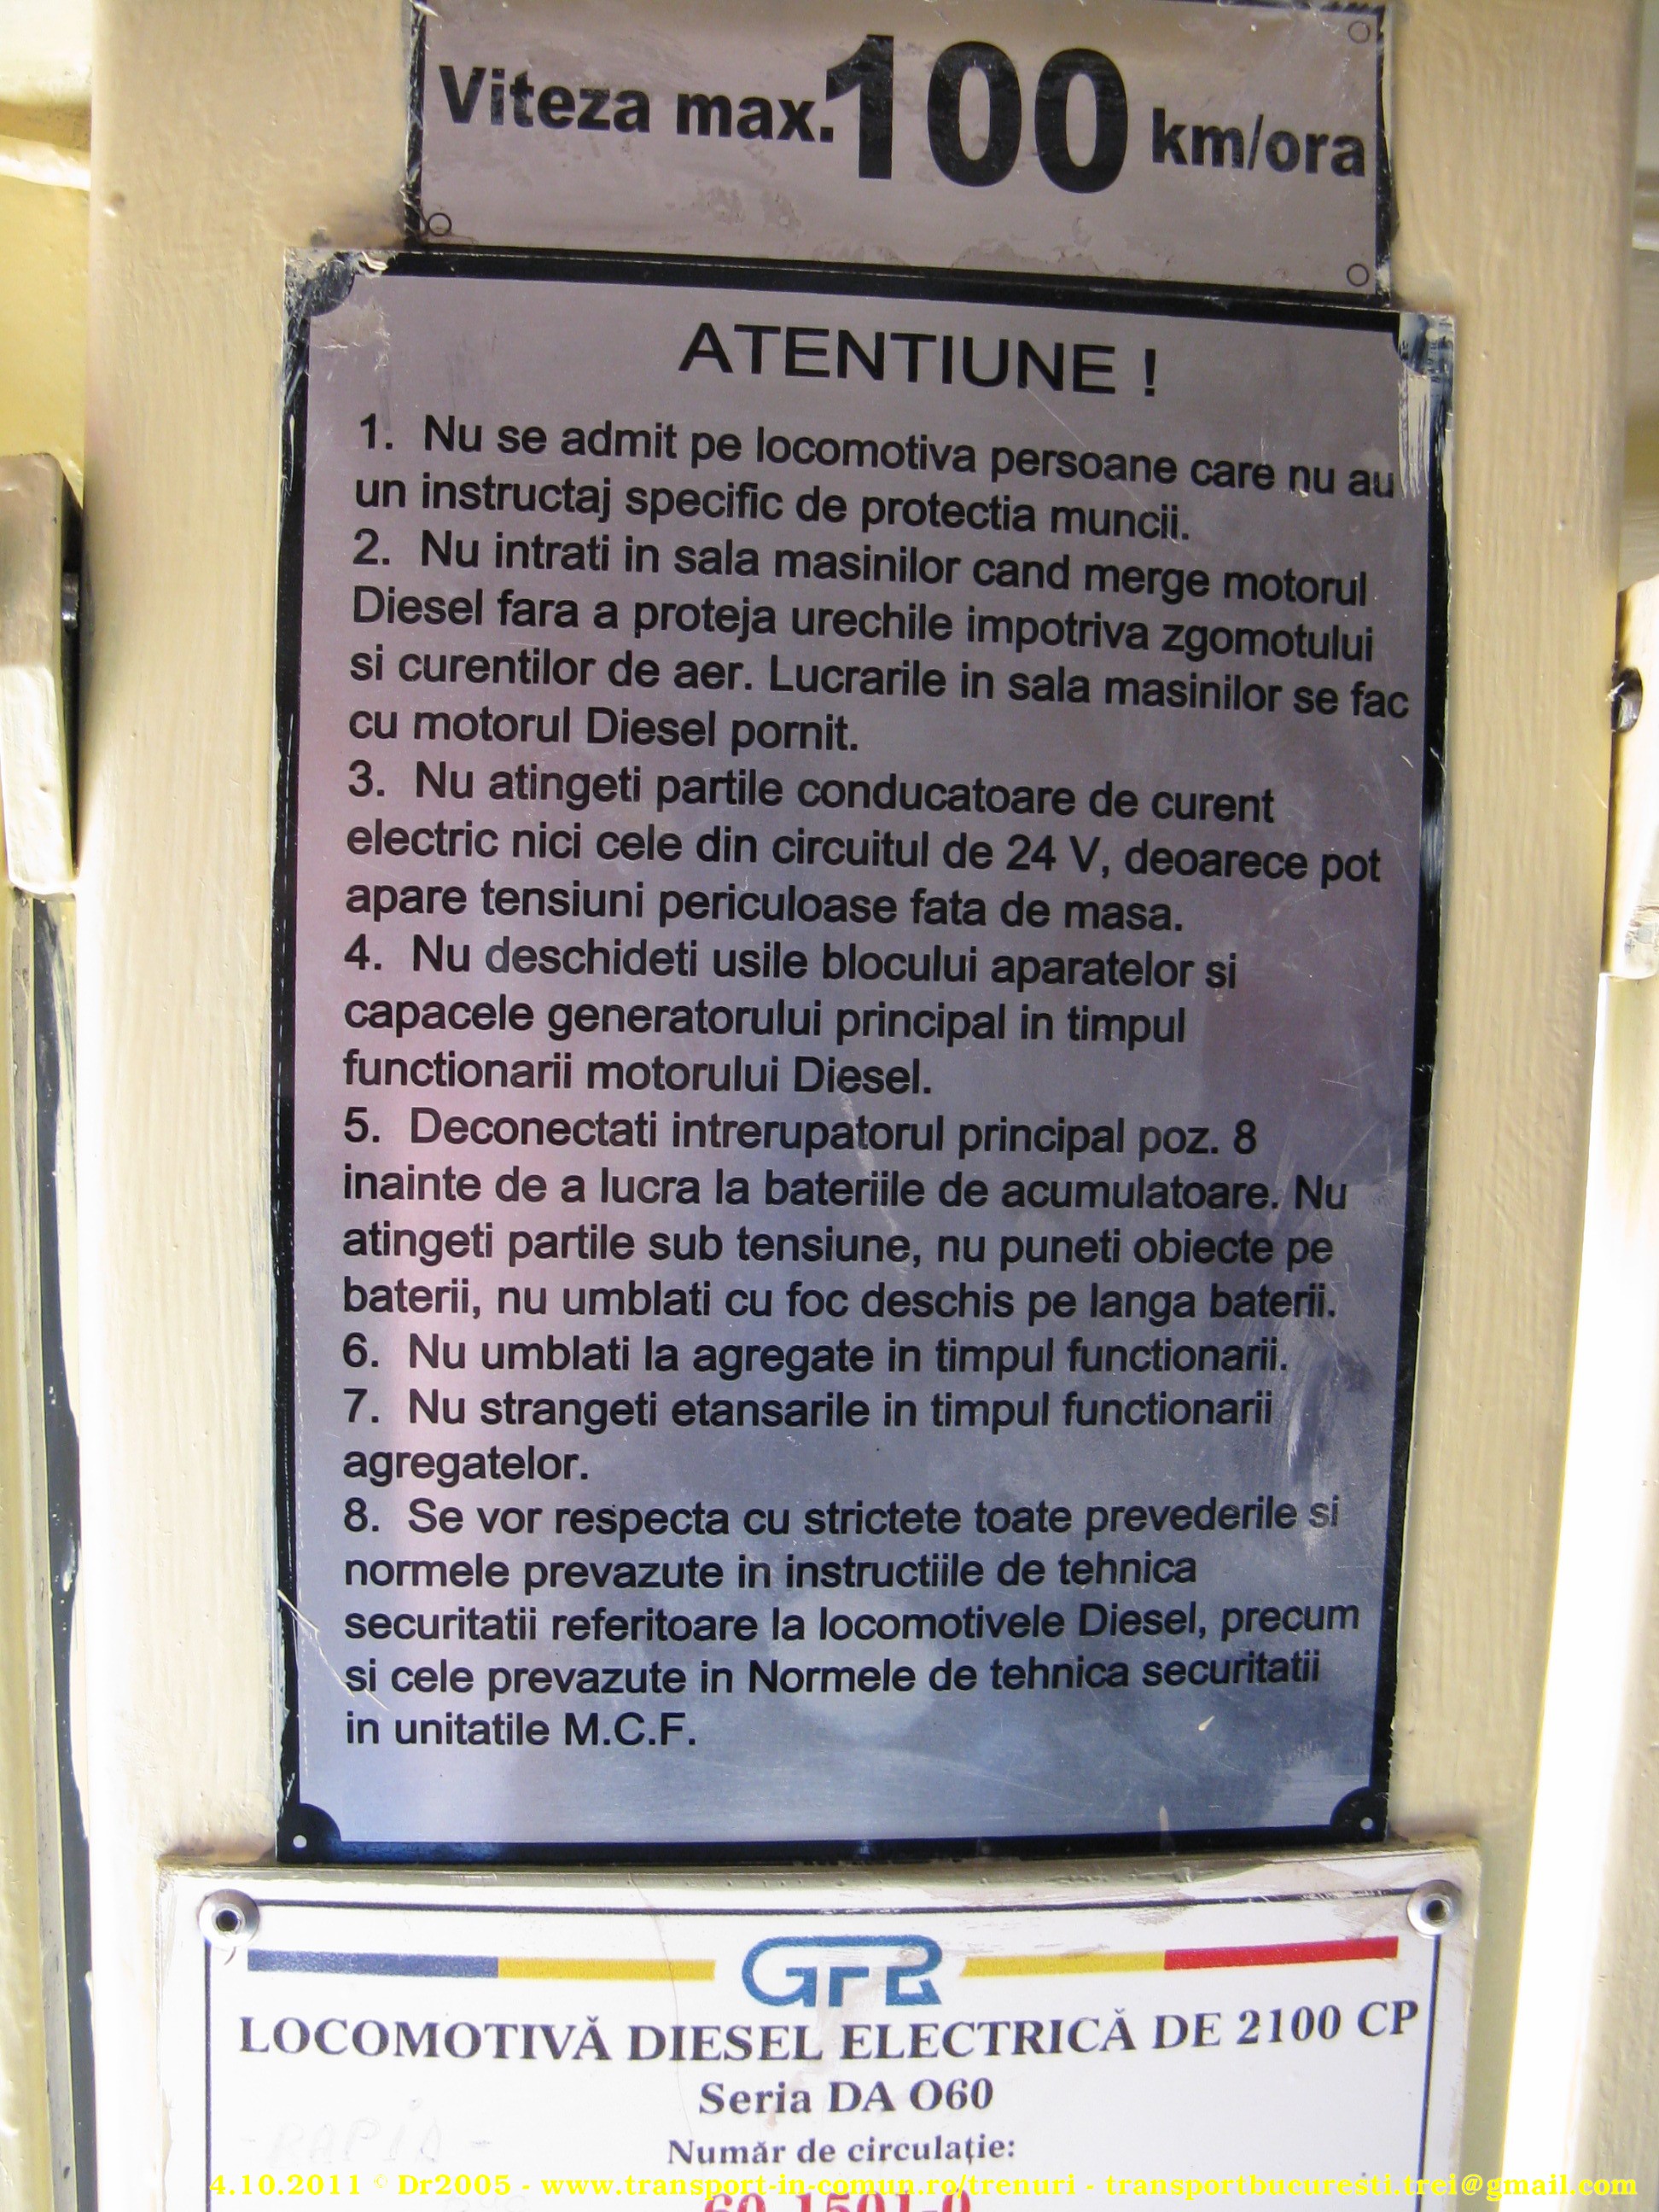 Viteza max. 100 km/ora
ATENTIUNE !
1. Nu se admit pe locomotiva persoane care nu au
un instructaj specific de protectia muncii.
2. Nu intrati in sala masinilor cand merge motorul
Diesel fara a proteja urechile impotriva zgomotului
si curentilor de aer. Lucrarile in sala masinilor se fac
cu motorul Diesel pornit.
3. Nu atingeti partile conducatoare de curent
electric nici cele din circuitul de 24 V, deoarece pot
apare tensiuni periculoase fata de masa.
4. Nu deschideti usile blocului aparatelor si
capacele generatorului principal in timpul
functionarii motorului Diesel.
5. Deconectati intrerupatorul principal poz. 8
inainte de a lucra la bateriile de acumulatoare. Nu
atingeti partile sub tensiune, nu puneti obiecte pe
baterii, nu umblati cu foc deschis pe langa baterii.
6. Nu umblati la agregate in timpul functionarii.
7. Nu strangeti etansarile in timpul functionarii
agregatelor.
8. Se vor respecta cu strictete toate prevederile si
normele prevazute in instructiile de tehnica
securitatii referitoare la locomotivele Diesel, precum
si cele prevazute in Normele de tehnica securitatii
in unitatile M.C.F.
GFR
LOCOMOTIVĂ DIESEL ELECTRICĂ DE 2100 CP
Seria DA O60
Număr de circulație:
4.10.2011 © Dr2005 - www.transport-in-comun.ro/trenuri - transportbucuresti.trei@gmail.com
60-1501-0